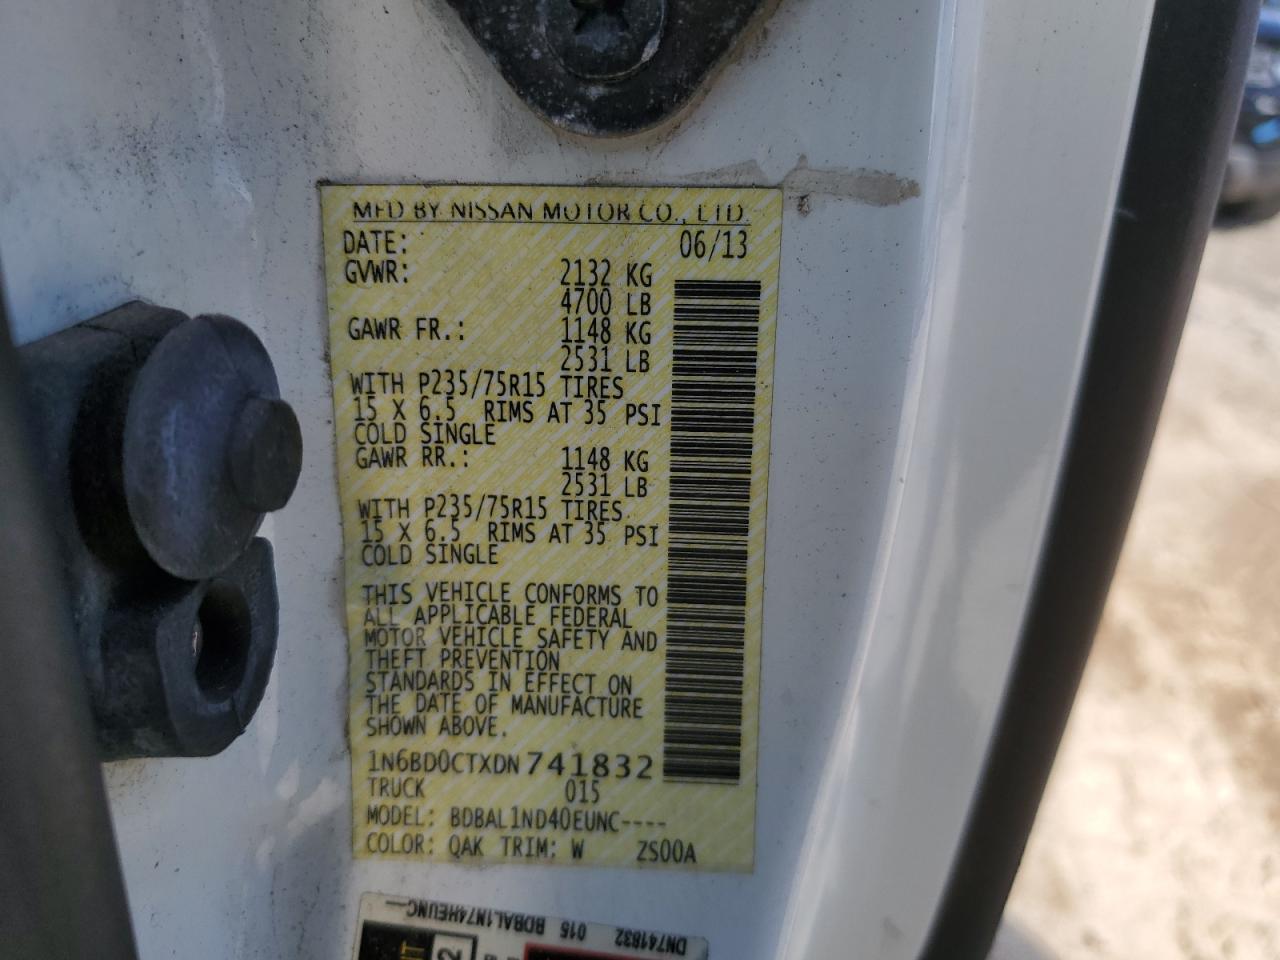 MFD BY NISSAN MOTOR CO., LTD.
DATE: 06/13
GVWR: 2132 KG
4700 LB
GAWR FR.: 1148 KG
2531 LB
WITH P235/75R15 TIRES
15 X 6.5 RIMS AT 35 PSI
COLD SINGLE
GAWR RR.: 1148 KG
2531 LB
WITH P235/75R15 TIRES
15 X 6.5 RIMS AT 35 PSI
COLD SINGLE
THIS VEHICLE CONFORMS TO
ALL APPLICABLE FEDERAL
MOTOR VEHICLE SAFETY AND
THEFT PREVENTION
STANDARDS IN EFFECT ON
THE DATE OF MANUFACTURE
SHOWN ABOVE.
1N6BD0CTXDN741832
TRUCK 015
MODEL: BDBAL1ND40EUNC----
COLOR: QAK TRIM: W ZS00A
DN741832 015 BDBAL1N74HEUNC--